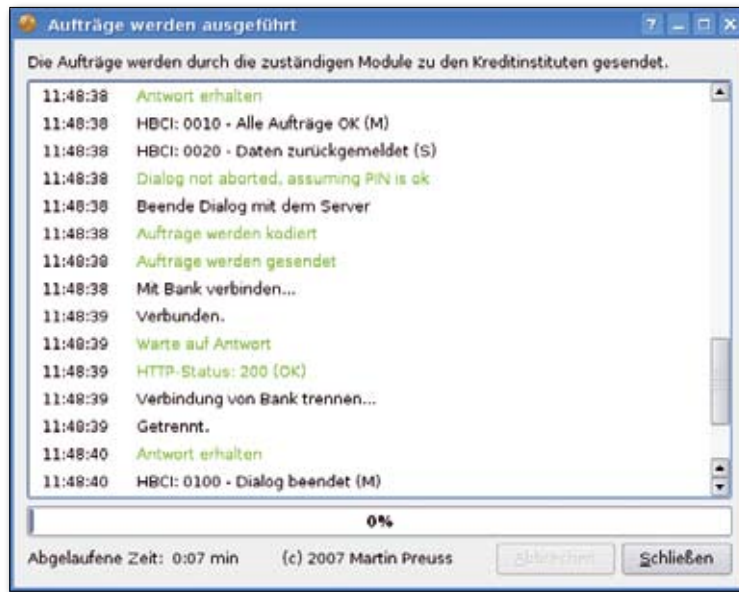 Aufträge werden ausgeführt
Die Aufträge werden durch die zuständigen Module zu den Kreditinstituten gesendet.
11:48:38 Antwort erhalten
11:48:38 HBCI: 0010 - Alle Aufträge OK (M)
11:48:38 HBCI: 0020 - Daten zurückgemeldet (S)
11:48:38 Dialog not aborted, assuming PIN is ok
11:48:38 Beende Dialog mit dem Server
11:48:38 Aufträge werden kodiert
11:48:38 Aufträge werden gesendet
11:48:38 Mit Bank verbinden...
11:48:39 Verbunden.
11:48:39 Warte auf Antwort
11:48:39 HTTP-Status: 200 (OK)
11:48:39 Verbindung von Bank trennen...
11:48:39 Getrennt.
11:48:40 Antwort erhalten
11:48:40 HBCI: 0100 - Dialog beendet (M)
0%
Abgelaufene Zeit: 0:07 min (c) 2007 Martin Preuss Abbrechen Schließen